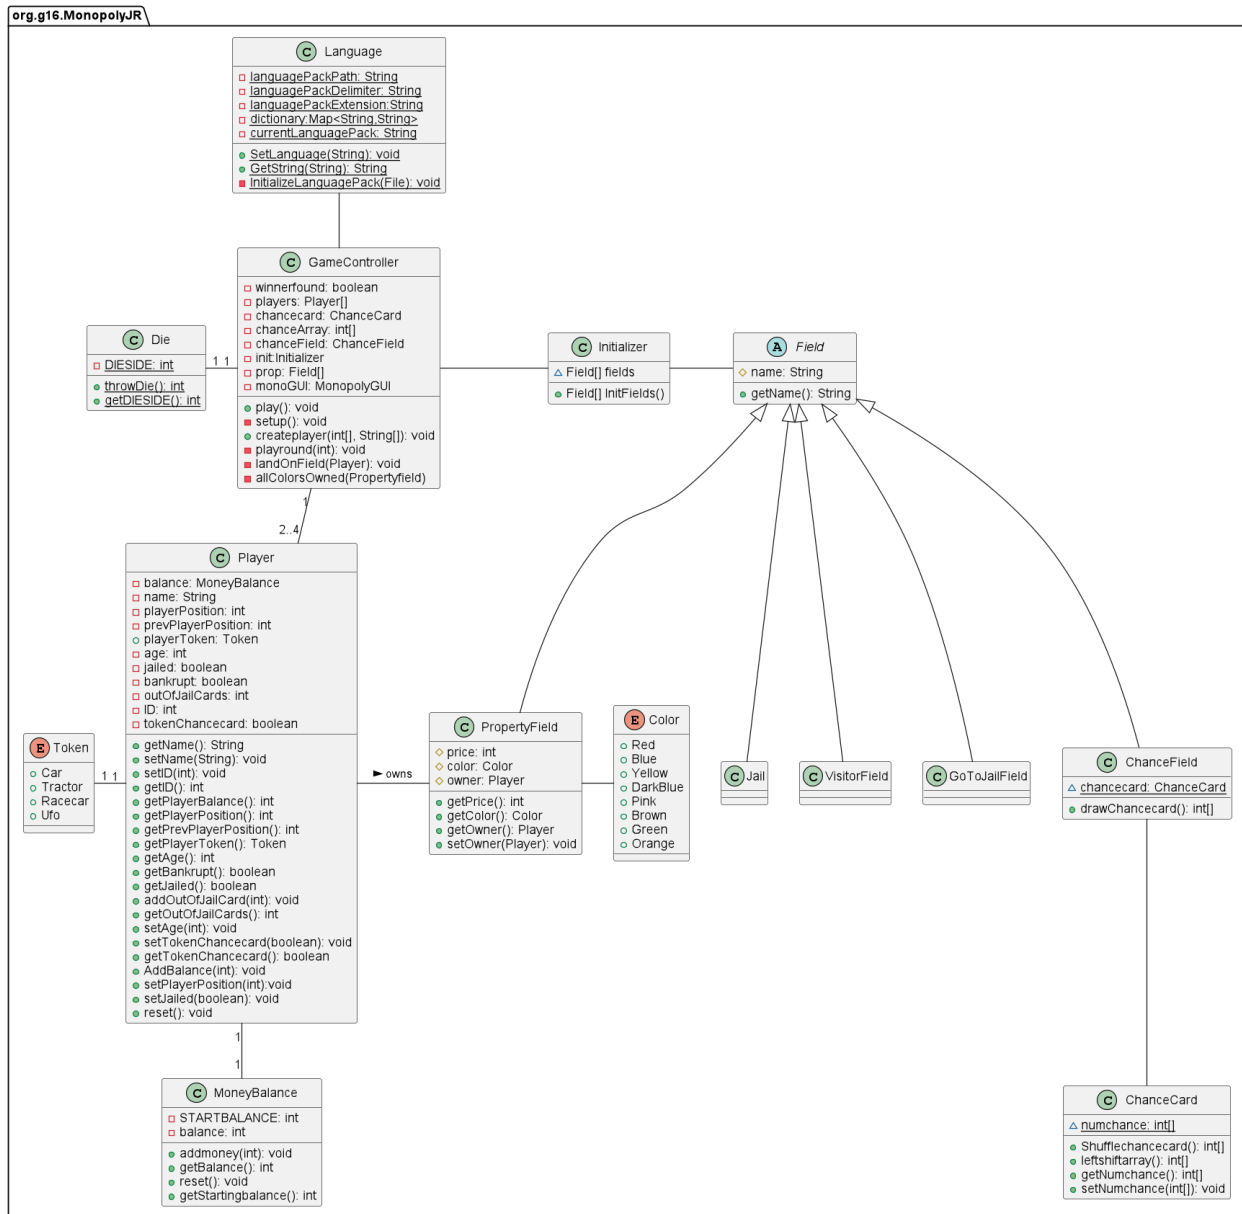 org.g16.MonopolyJR
C Language
languagePackPath: String
languagePackDelimiter: String
languagePackExtension:String
dictionary:Map<String,String>
currentLanguagePack: String
SetLanguage(String): void
GetString(String): String
InitializeLanguagePack(File): void
C GameController
winnerfound: boolean
players: Player[]
chancecard: ChanceCard
chanceArray: int[]
chanceField: ChanceField
init:Initializer
prop: Field[]
monoGUI: MonopolyGUI
play(): void
setup(): void
createplayer(int[], String[]): void
playround(int): void
landOnField(Player): void
allColorsOwned(Propertyfield)
C Die
DIESIDE: int
throwDie(): int
getDIESIDE(): int
1 1
C Initializer
Field[] fields
Field[] InitFields()
A Field
name: String
getName(): String
1
2..4
C Player
balance: MoneyBalance
name: String
playerPosition: int
prevPlayerPosition: int
playerToken: Token
age: int
jailed: boolean
bankrupt: boolean
outOfJailCards: int
ID: int
tokenChancecard: boolean
getName(): String
setName(String): void
setID(int): void
getID(): int
getPlayerBalance(): int
getPlayerPosition(): int
getPrevPlayerPosition(): int
getPlayerToken(): Token
getAge(): int
getBankrupt(): boolean
getJailed(): boolean
addOutOfJailCard(int): void
getOutOfJailCards(): int
setAge(int): void
setTokenChancecard(boolean): void
getTokenChancecard(): boolean
AddBalance(int): void
setPlayerPosition(int):void
setJailed(boolean): void
reset(): void
E Token
Car
Tractor
Racecar
Ufo
1 1
owns
C PropertyField
price: int
color: Color
owner: Player
getPrice(): int
getColor(): Color
getOwner(): Player
setOwner(Player): void
E Color
Red
Blue
Yellow
DarkBlue
Pink
Brown
Green
Orange
C Jail
C VisitorField
C GoToJailField
C ChanceField
chancecard: ChanceCard
drawChancecard(): int[]
1
1
C MoneyBalance
STARTBALANCE: int
balance: int
addmoney(int): void
getBalance(): int
reset(): void
getStartingbalance(): int
C ChanceCard
numchance: int[]
Shufflechancecard(): int[]
leftshiftarray(): int[]
getNumchance(): int[]
setNumchance(int[]): void